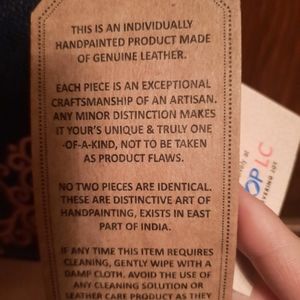 THIS IS AN INDIVIDUALLY
HANDPAINTED PRODUCT MADE
OF GENUINE LEATHER.
EACH PIECE IS AN EXCEPTIONAL
CRAFTSMANSHIP OF AN ARTISAN.
ANY MINOR DISTINCTION MAKES
IT YOUR'S UNIQUE & TRULY ONE
-OF-A-KIND, NOT TO BE TAKEN
AS PRODUCT FLAWS.
NO TWO PIECES ARE IDENTICAL.
THESE ARE DISTINCTIVE ART OF
HANDPAINTING, EXISTS IN EAST
PART OF INDIA.
IF ANY TIME THIS ITEM REQUIRES
CLEANING, GENTLY WIPE WITH A
DAMP CLOTH. AVOID THE USE OF
ANY CLEANING SOLUTION OR
LEATHER CARE PRODUCT AS THEY
OP LC
VERING JOY